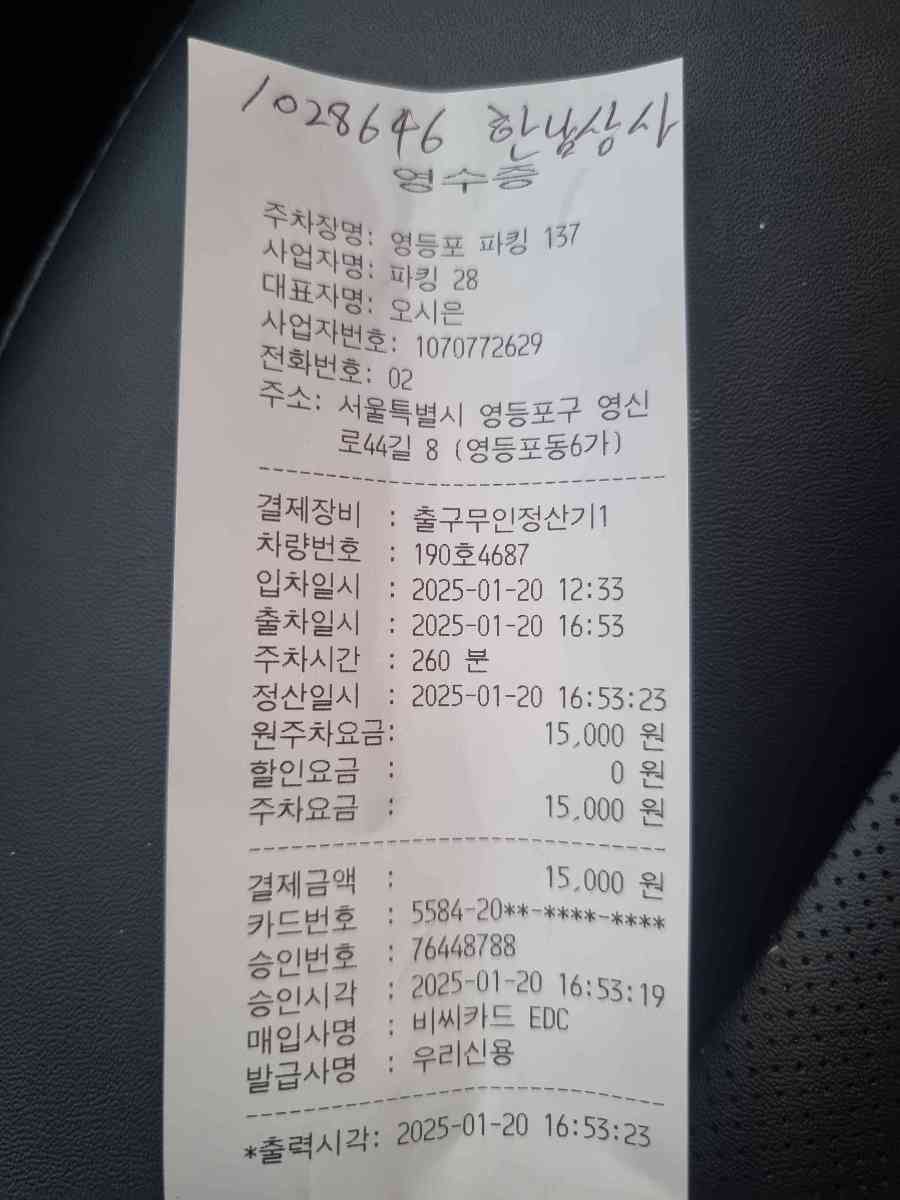 1028646 한남상사
영수증
주차장명: 영등포 파킹 137
사업자명: 파킹 28
대표자명: 오시은
사업자번호: 1070772629
전화번호: 02
주소: 서울특별시 영등포구 영신
로44길 8 (영등포동6가)
결제장비 : 출구무인정산기1
차량번호 : 190호4687
입차일시 : 2025-01-20 12:33
출차일시 : 2025-01-20 16:53
주차시간 : 260 분
정산일시 : 2025-01-20 16:53:23
원주차요금: 15,000 원
할인요금 : 0 원
주차요금 : 15,000 원
결제금액 : 15,000 원
카드번호 : 5584-20**-****-****
승인번호 : 76448788
승인시각 : 2025-01-20 16:53:19
매입사명 : 비씨카드 EDC
발급사명 : 우리신용
*출력시각: 2025-01-20 16:53:23